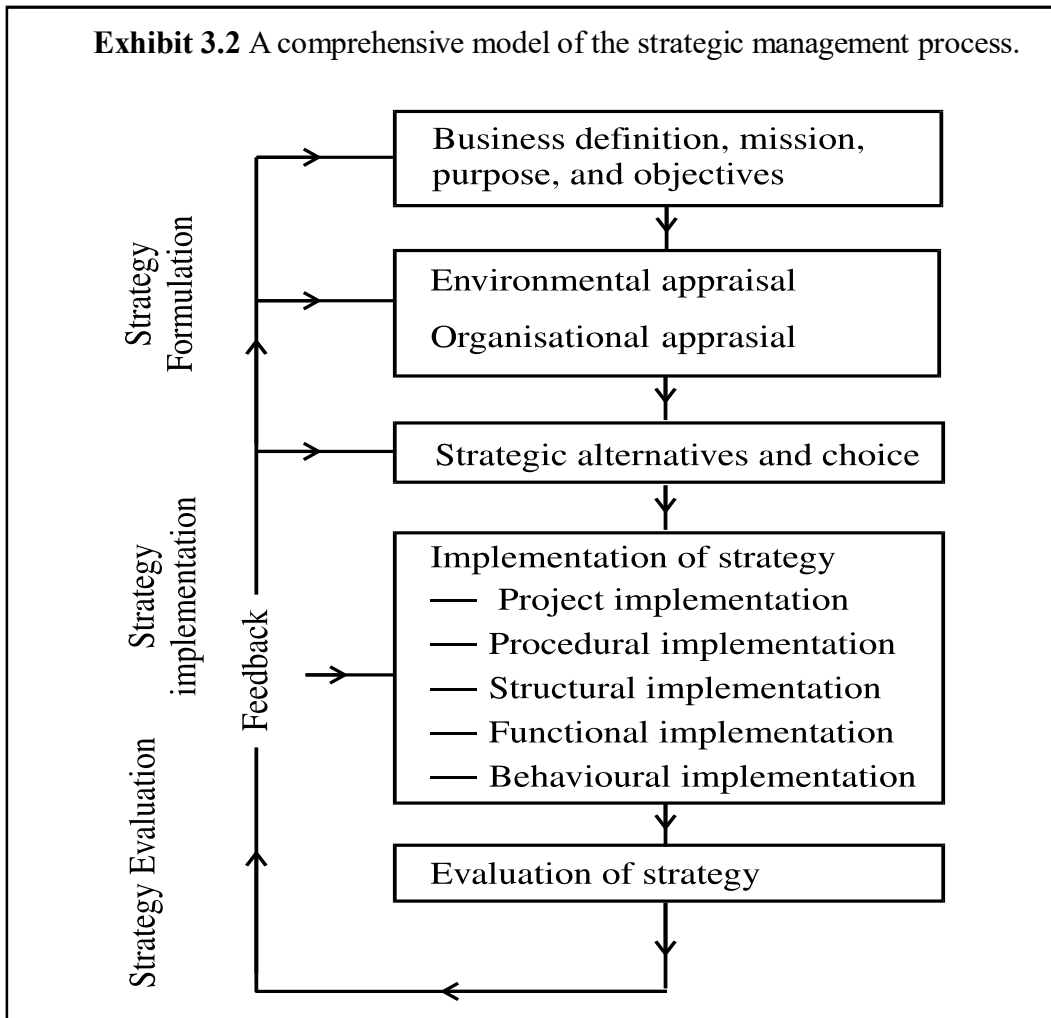 Exhibit 3.2 A comprehensive model of the strategic management process.
Business definition, mission,
purpose, and objectives
Strategy
Formulation
Environmental appraisal
Organisational apprasial
Strategic alternatives and choice
Strategy
implementation
Feedback
Implementation of strategy
— Project implementation
— Procedural implementation
— Structural implementation
— Functional implementation
— Behavioural implementation
Strategy Evaluation
Evaluation of strategy